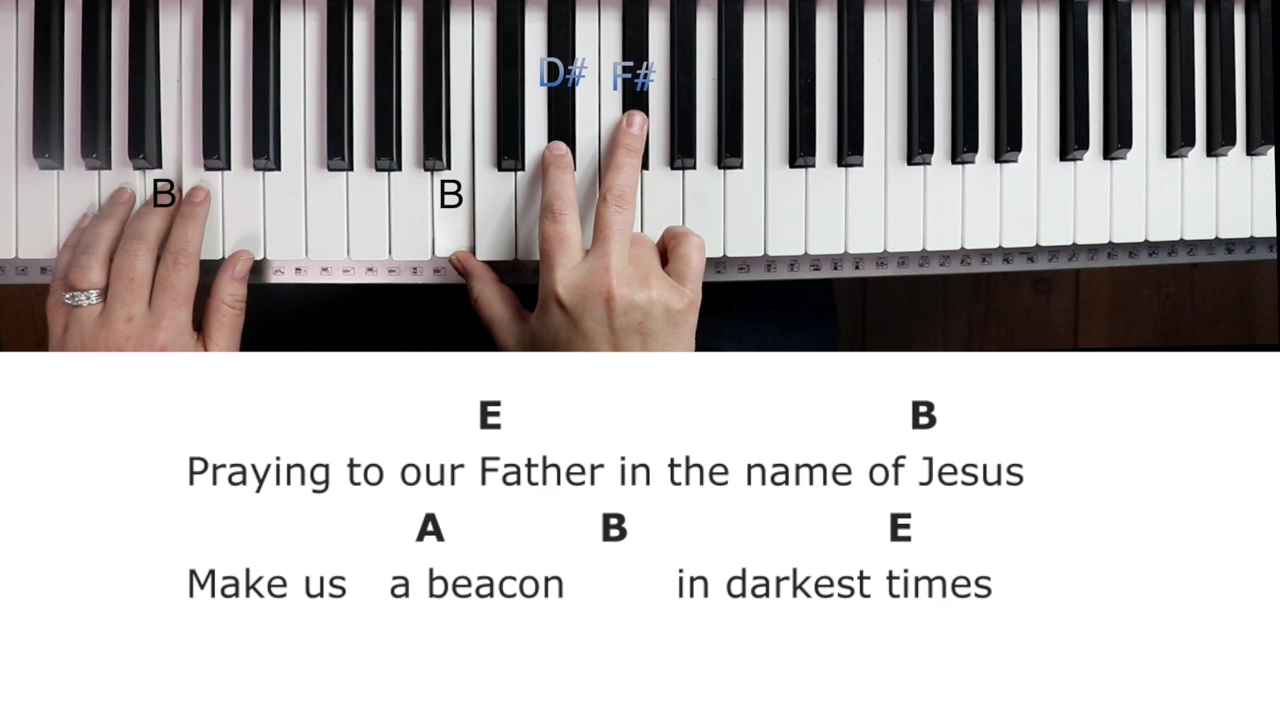 D# F#
B B
E B
Praying to our Father in the name of Jesus
A B E
Make us a beacon in darkest times